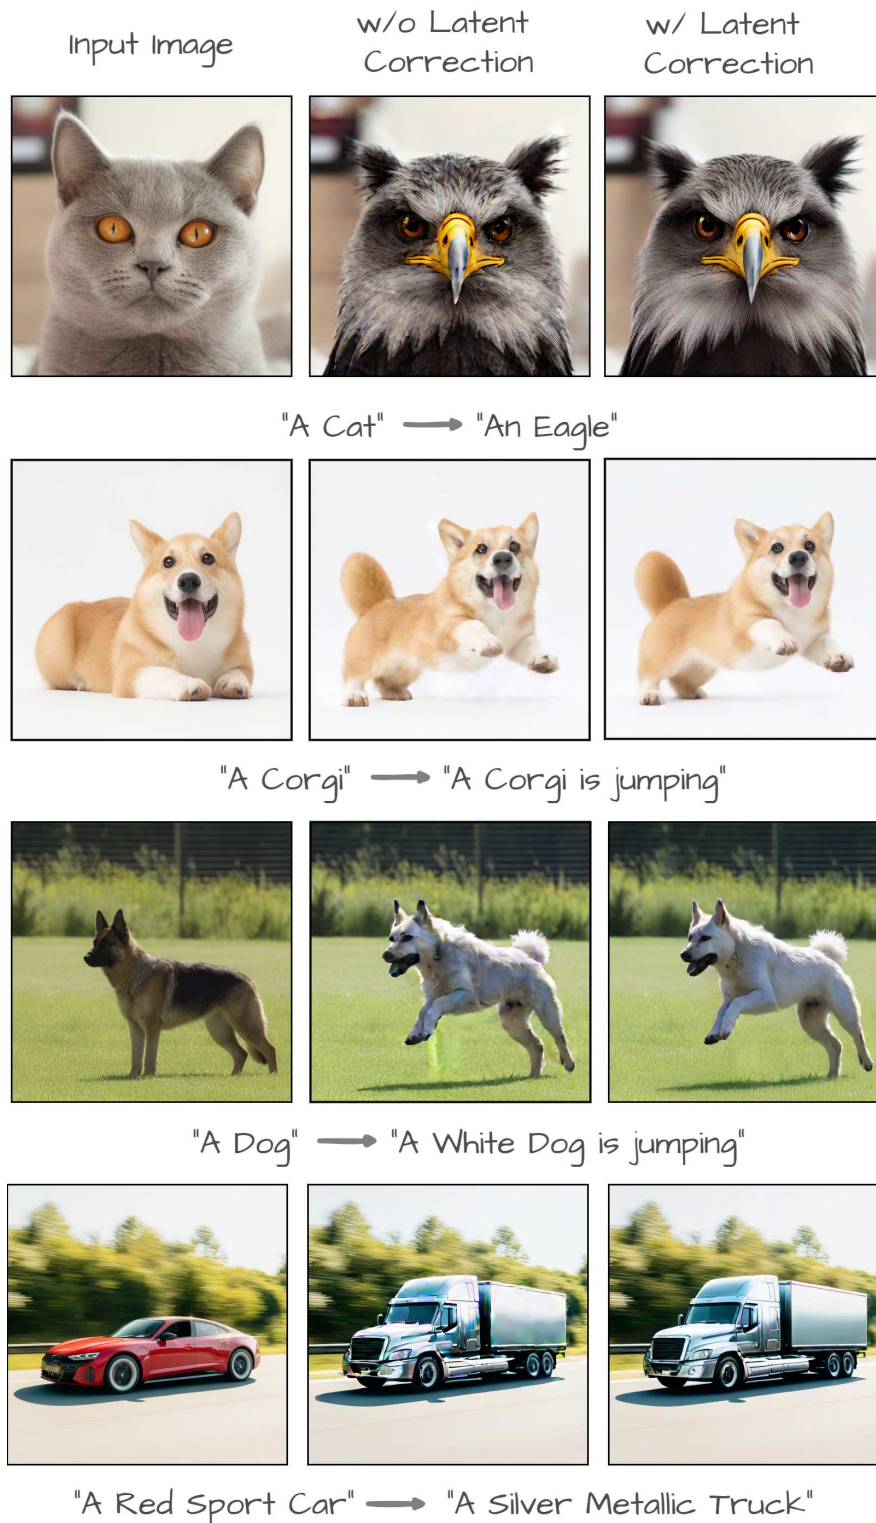 Input Image
w/o Latent
Correction
w/ Latent
Correction
"A Cat" → "An Eagle"
"A Corgi" → "A Corgi is jumping"
"A Dog" → "A White Dog is jumping"
"A Red Sport Car" → "A Silver Metallic Truck"